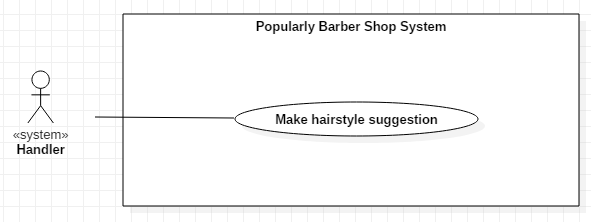 Popularly Barber Shop System
Make hairstyle suggestion
«system»
Handler